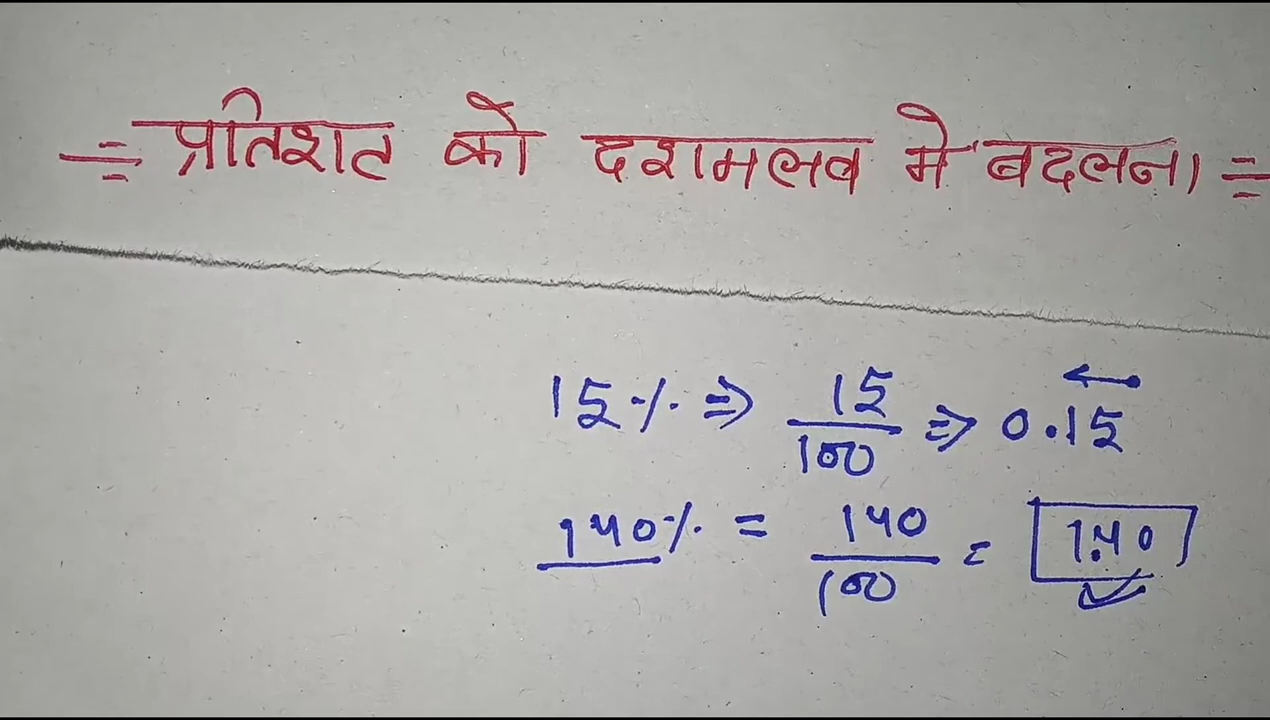 प्रतिशत को दशमलव मे बदलना
15% ⇒ 15/100 ⇒ 0.15
140% = 140/100 = 1.40